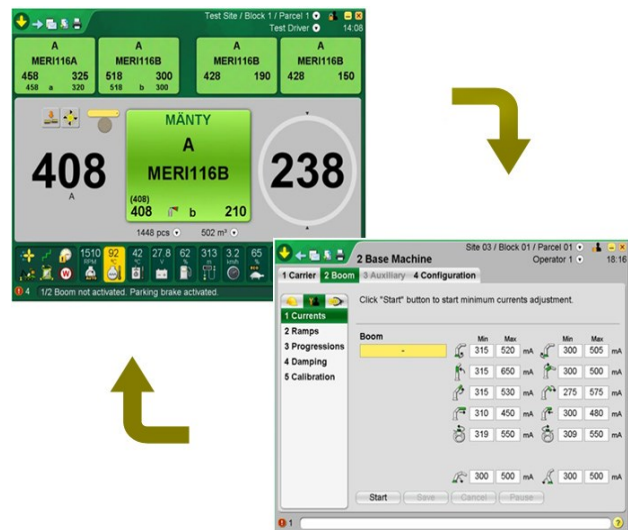 Test Site / Block 1 / Parcel 1
Test Driver 14:08
A A A A
MERI116A MERI116B MERI116B MERI116B
458 325 518 300 428 190 428 150
458 a 320 518 b 300
MÄNTY
A
MERI116B
408
A
(408)
408 b 210
238
1448 pcs 502 m³
1510 92 42 27.8 62 313 3.2 65
RPM °C °C V % m km/h %
W
4 1/2 Boom not activated. Parking brake activated.
Site 03 / Block 01 / Parcel 01
2 Base Machine Operator 1 18:16
1 Carrier 2 Boom 3 Auxiliary 4 Configuration
Click "Start" button to start minimum currents adjustment.
1 Currents
2 Ramps
3 Progressions
4 Damping
5 Calibration
Boom Min Max Min Max
- 315 520 mA 300 505 mA
315 650 mA 300 500 mA
315 530 mA 275 575 mA
310 450 mA 300 480 mA
319 550 mA 309 550 mA
300 500 mA 300 500 mA
Start Save Cancel Pause
1 ?